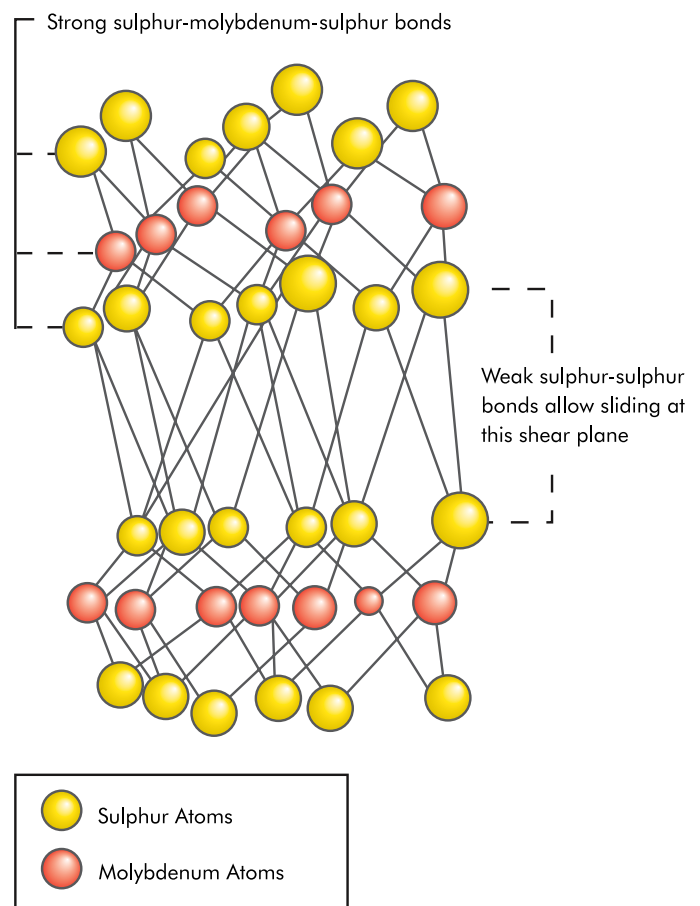 Strong sulphur-molybdenum-sulphur bonds
Weak sulphur-sulphur
bonds allow sliding at
this shear plane
Sulphur Atoms
Molybdenum Atoms